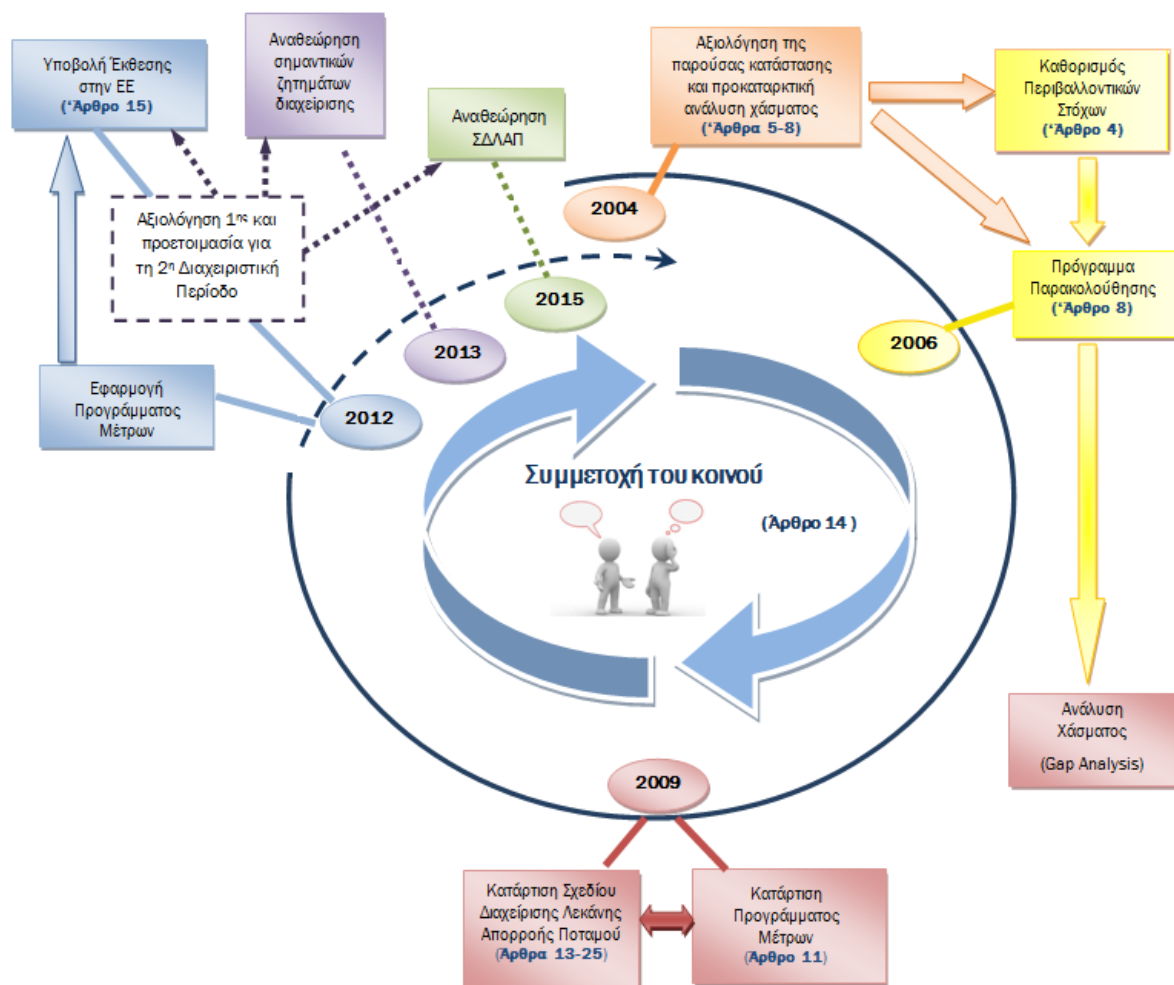 Υποβολή Έκθεσης
στην ΕΕ
(‘Άρθρο 15)
Αναθεώρηση
σημαντικών
ζητημάτων
διαχείρισης
Αναθεώρηση
ΣΔΛΑΠ
Αξιολόγηση της
παρούσας κατάστασης
και προκαταρκτική
ανάλυση χάσματος
(‘Άρθρα 5-8)
Καθορισμός
Περιβαλλοντικών
Στόχων
(‘Άρθρο 4)
Αξιολόγηση 1ης και
προετοιμασία για
τη 2η Διαχειριστική
Περίοδο
2004
Πρόγραμμα
Παρακολούθησης
(‘Άρθρο 8)
2015
2006
2013
Εφαρμογή
Προγράμματος
Μέτρων
2012
Συμμετοχή του κοινού
(Άρθρο 14 )
Ανάλυση
Χάσματος
(Gap Analysis)
2009
Κατάρτιση Σχεδίου
Διαχείρισης Λεκάνης
Απορροής Ποταμού
(Άρθρα 13-25)
Κατάρτιση
Προγράμματος
Μέτρων
(Άρθρο 11)